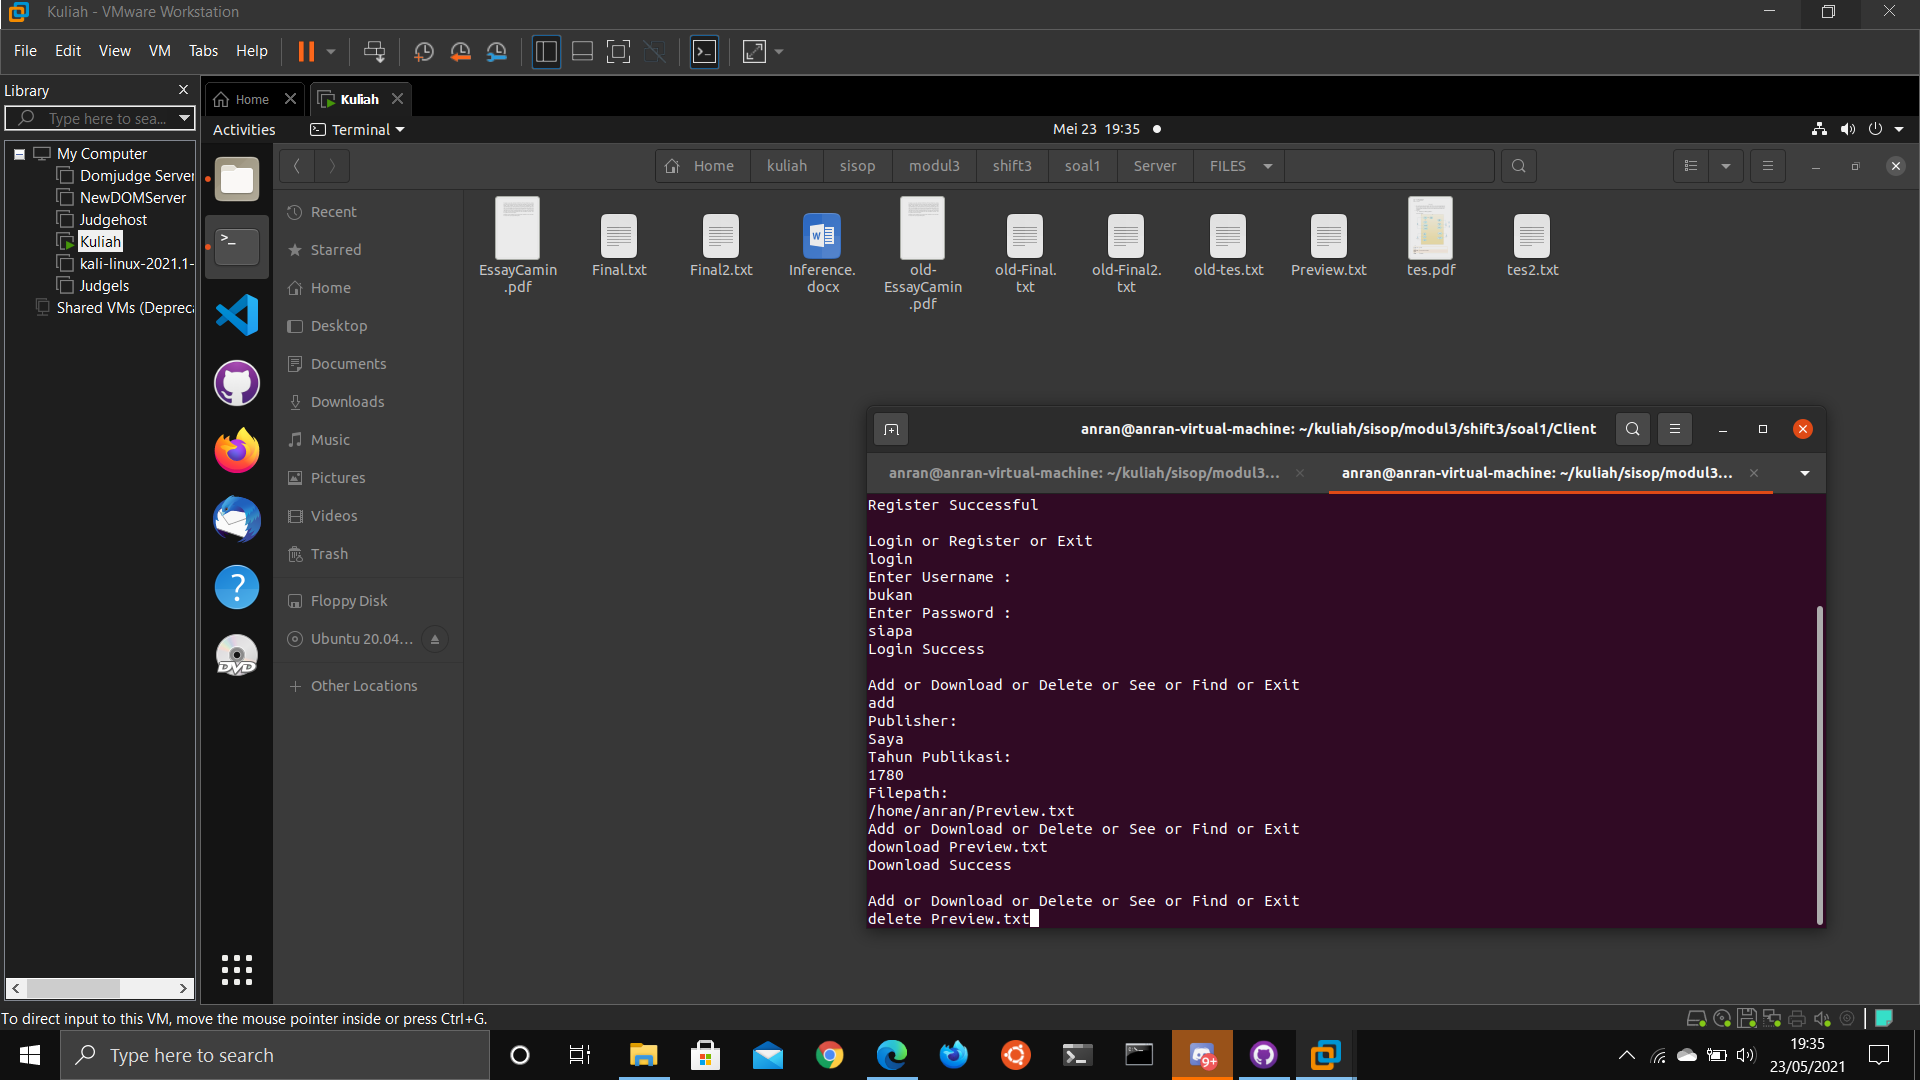 Kuliah - VMware Workstation
File Edit View VM Tabs Help
Library
Home Kuliah
Type here to sea...
Activities Terminal Mei 23 19:35
My Computer
Domjudge Server
NewDOMServer
Judgehost
Kuliah
kali-linux-2021.1-
Judgels
Shared VMs (Depreca
Home kuliah sisop modul3 shift3 soal1 Server FILES
Recent
Starred
Home
Desktop
Documents
Downloads
Music
Pictures
Videos
Trash
Floppy Disk
Ubuntu 20.04...
Other Locations
EssayCamin
.pdf
Final.txt
Final2.txt
Inference.
docx
old-
EssayCamin
.pdf
old-Final.
txt
old-Final2.
txt
old-tes.txt
Preview.txt
tes.pdf
tes2.txt
DVD
anran@anran-virtual-machine: ~/kuliah/sisop/modul3/shift3/soal1/Client
anran@anran-virtual-machine: ~/kuliah/sisop/modul3... anran@anran-virtual-machine: ~/kuliah/sisop/modul3...
Register Successful
Login or Register or Exit
login
Enter Username :
bukan
Enter Password :
siapa
Login Success
Add or Download or Delete or See or Find or Exit
add
Publisher:
Saya
Tahun Publikasi:
1780
Filepath:
/home/anran/Preview.txt
Add or Download or Delete or See or Find or Exit
download Preview.txt
Download Success
Add or Download or Delete or See or Find or Exit
delete Preview.txt
To direct input to this VM, move the mouse pointer inside or press Ctrl+G.
Type here to search
9+
19:35
23/05/2021